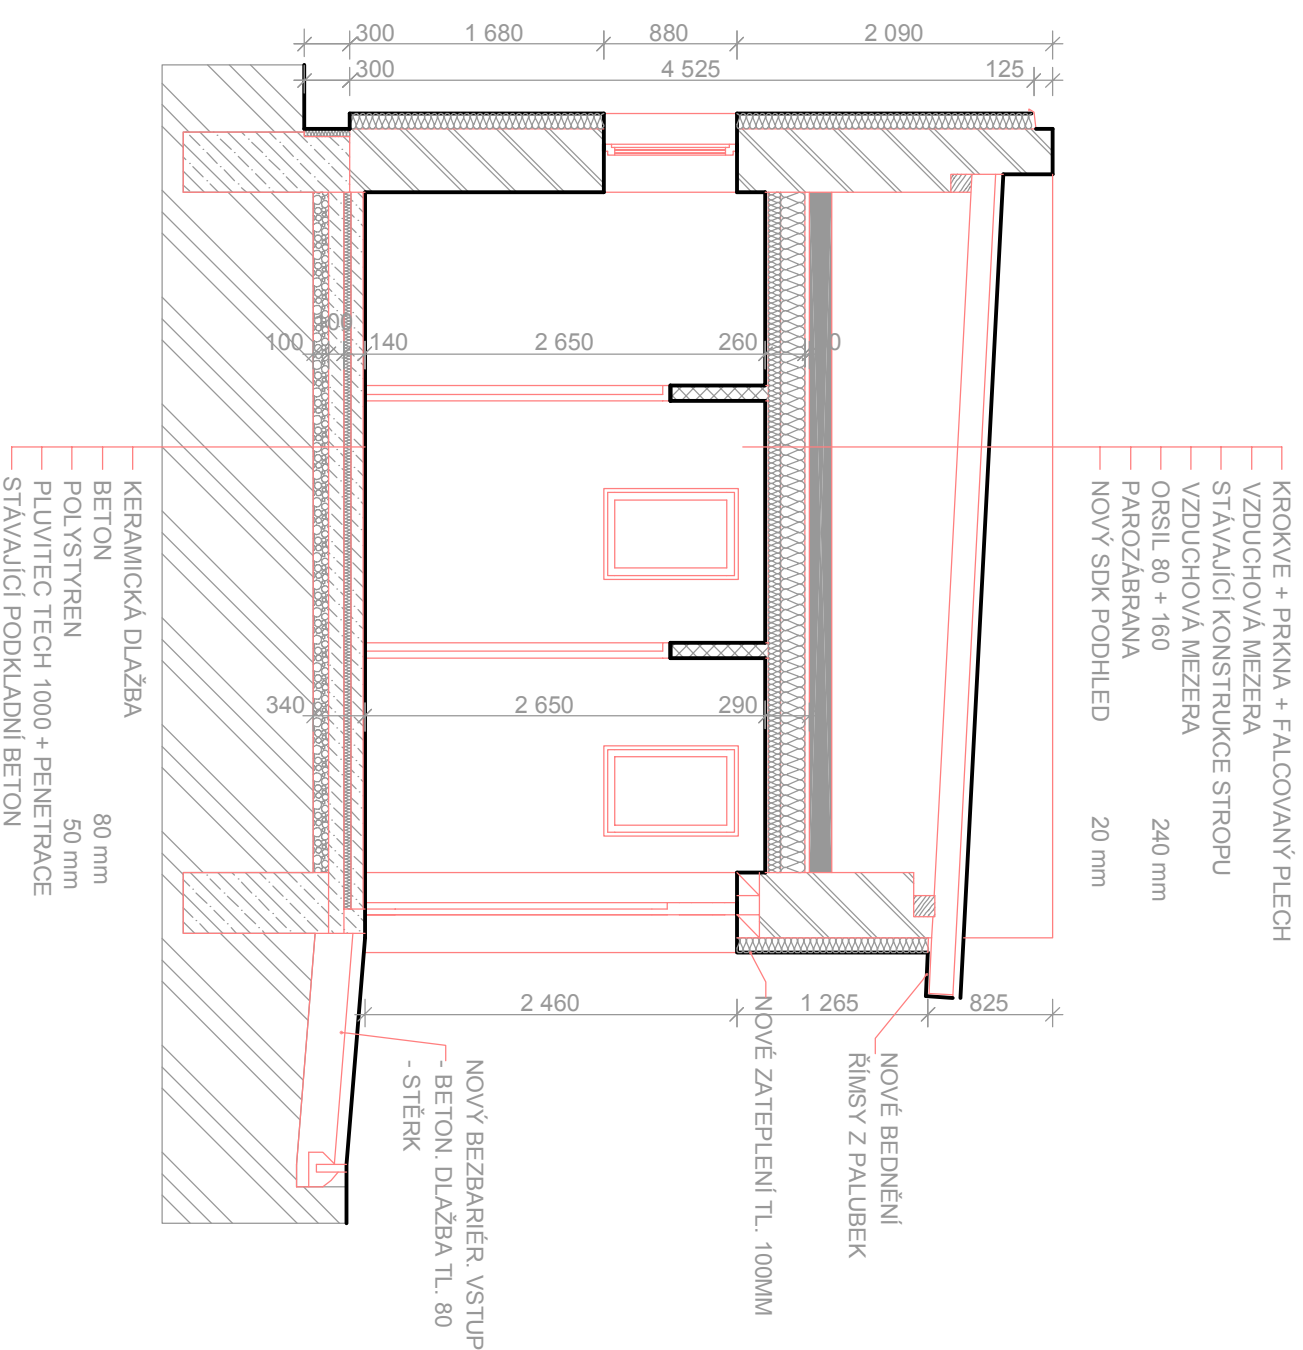 300
1 680
880
2 090
300
4 525
125
100
140
2 650
260
340
2 650
290
2 460
1 265
825
KROKVE + PRKNA + FALCOVANÝ PLECH
VZDUCHOVÁ MEZERA
STÁVAJÍCÍ KONSTRUKCE STROPU
VZDUCHOVÁ MEZERA
ORSIL 80 + 160 240 mm
PAROZÁBRANA
NOVÝ SDK PODHLED 20 mm
KERAMICKÁ DLAŽBA
BETON 80 mm
POLYSTYREN 50 mm
PLUVITEC TECH 1000 + PENETRACE
STÁVAJÍCÍ PODKLADNÍ BETON
NOVÉ BEDNĚNÍ
ŘÍMSY Z PALUBEK
NOVÉ ZATEPLENÍ TL. 100MM
NOVÝ BEZBARIÉR. VSTUP
- BETON. DLAŽBA TL. 80
- STĚRK